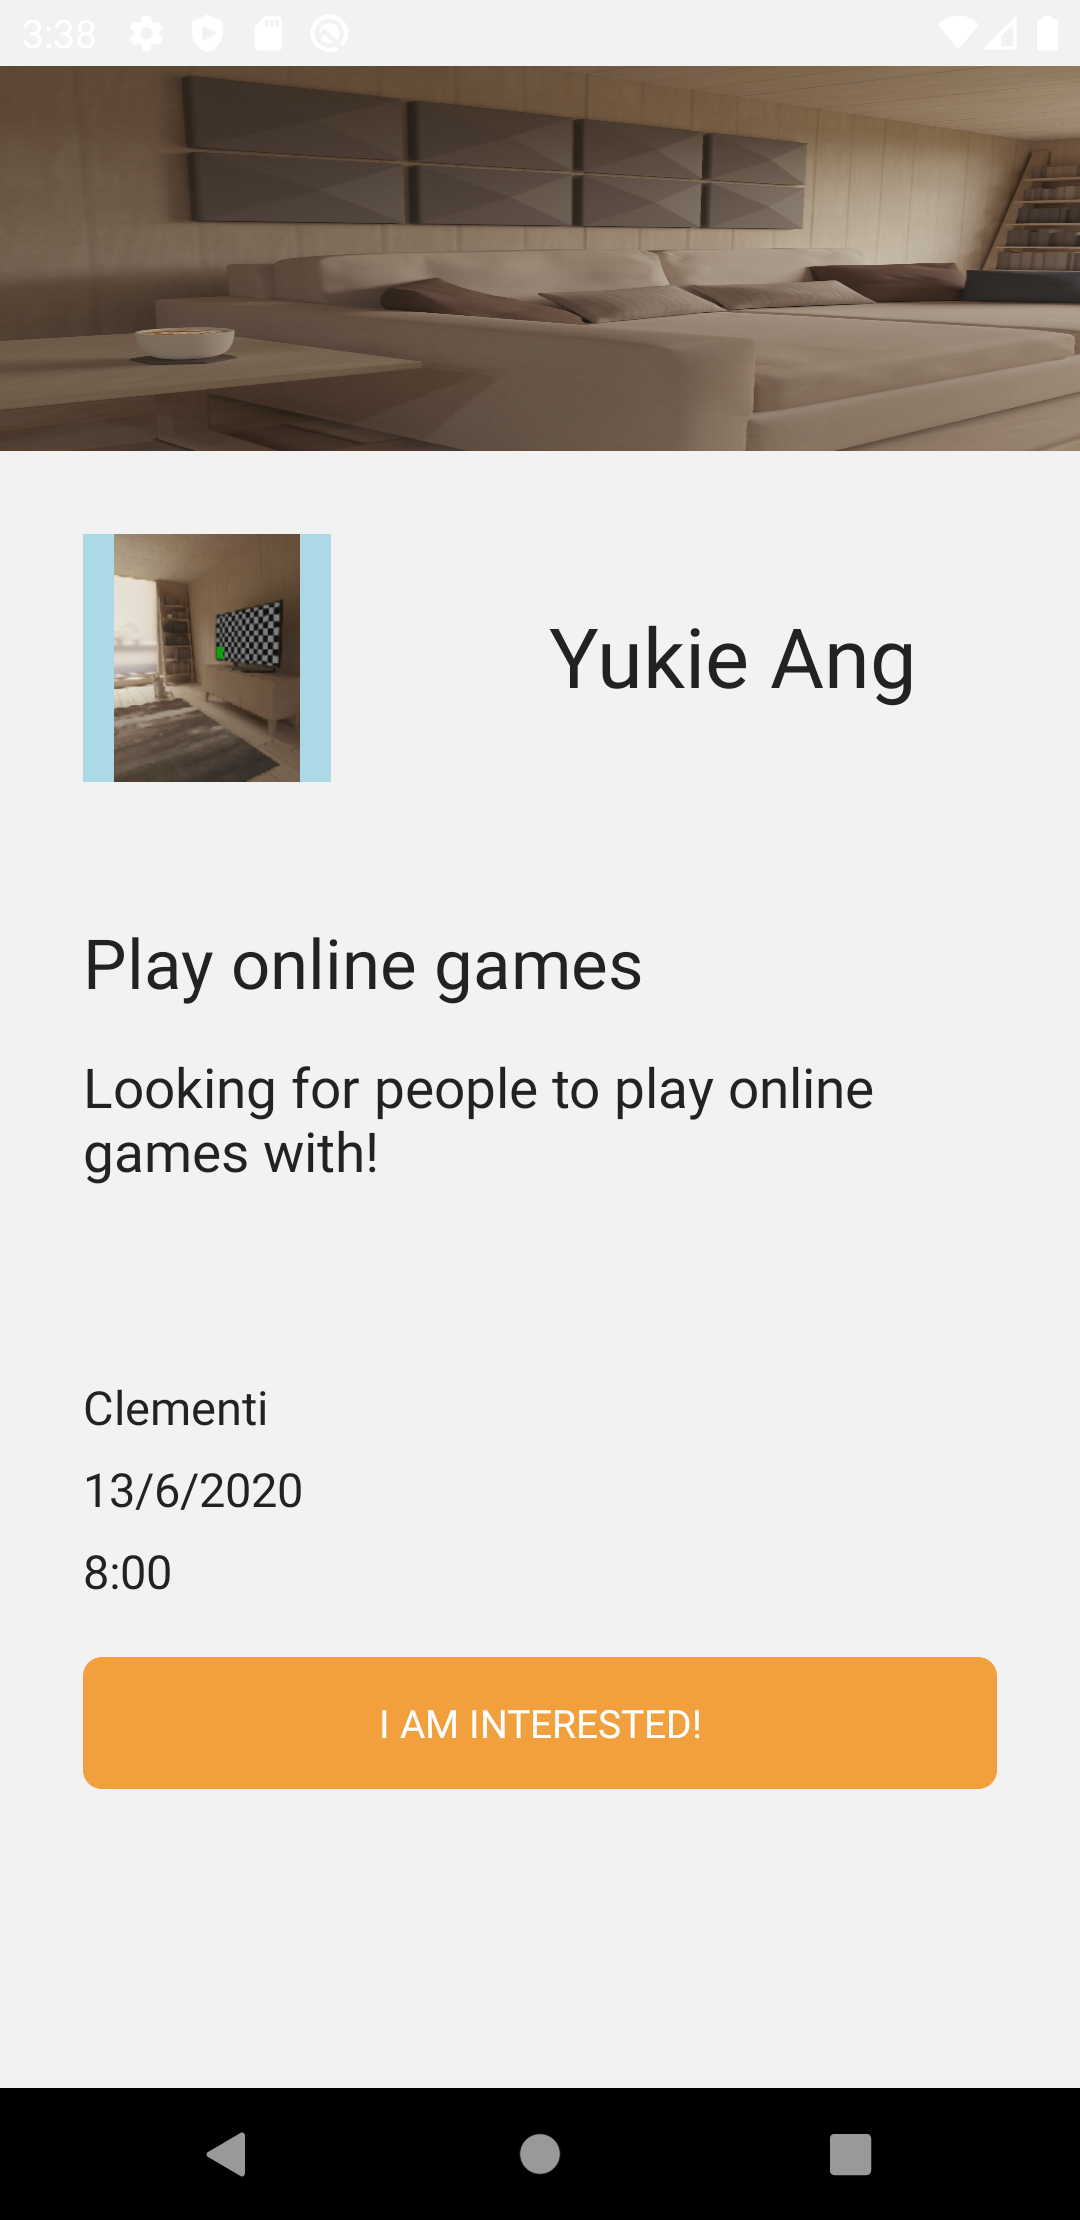 3:38
Yukie Ang
Play online games
Looking for people to play online
games with!
Clementi
13/6/2020
8:00
I AM INTERESTED!